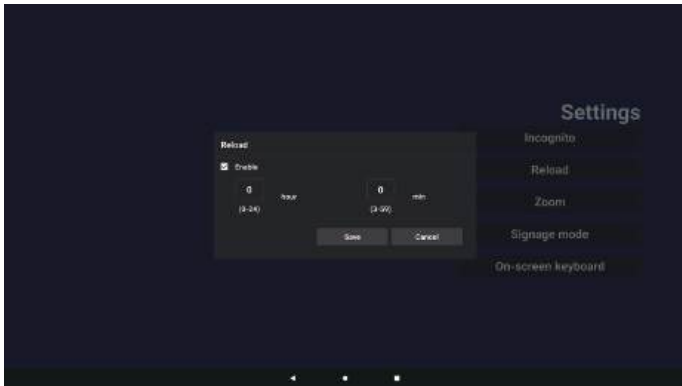 Settings
Incognito
Reload
Zoom
Signage mode
On-screen keyboard
Reload
Enable
0 hour 0 min
(0-24) (3-59)
Save Cancel